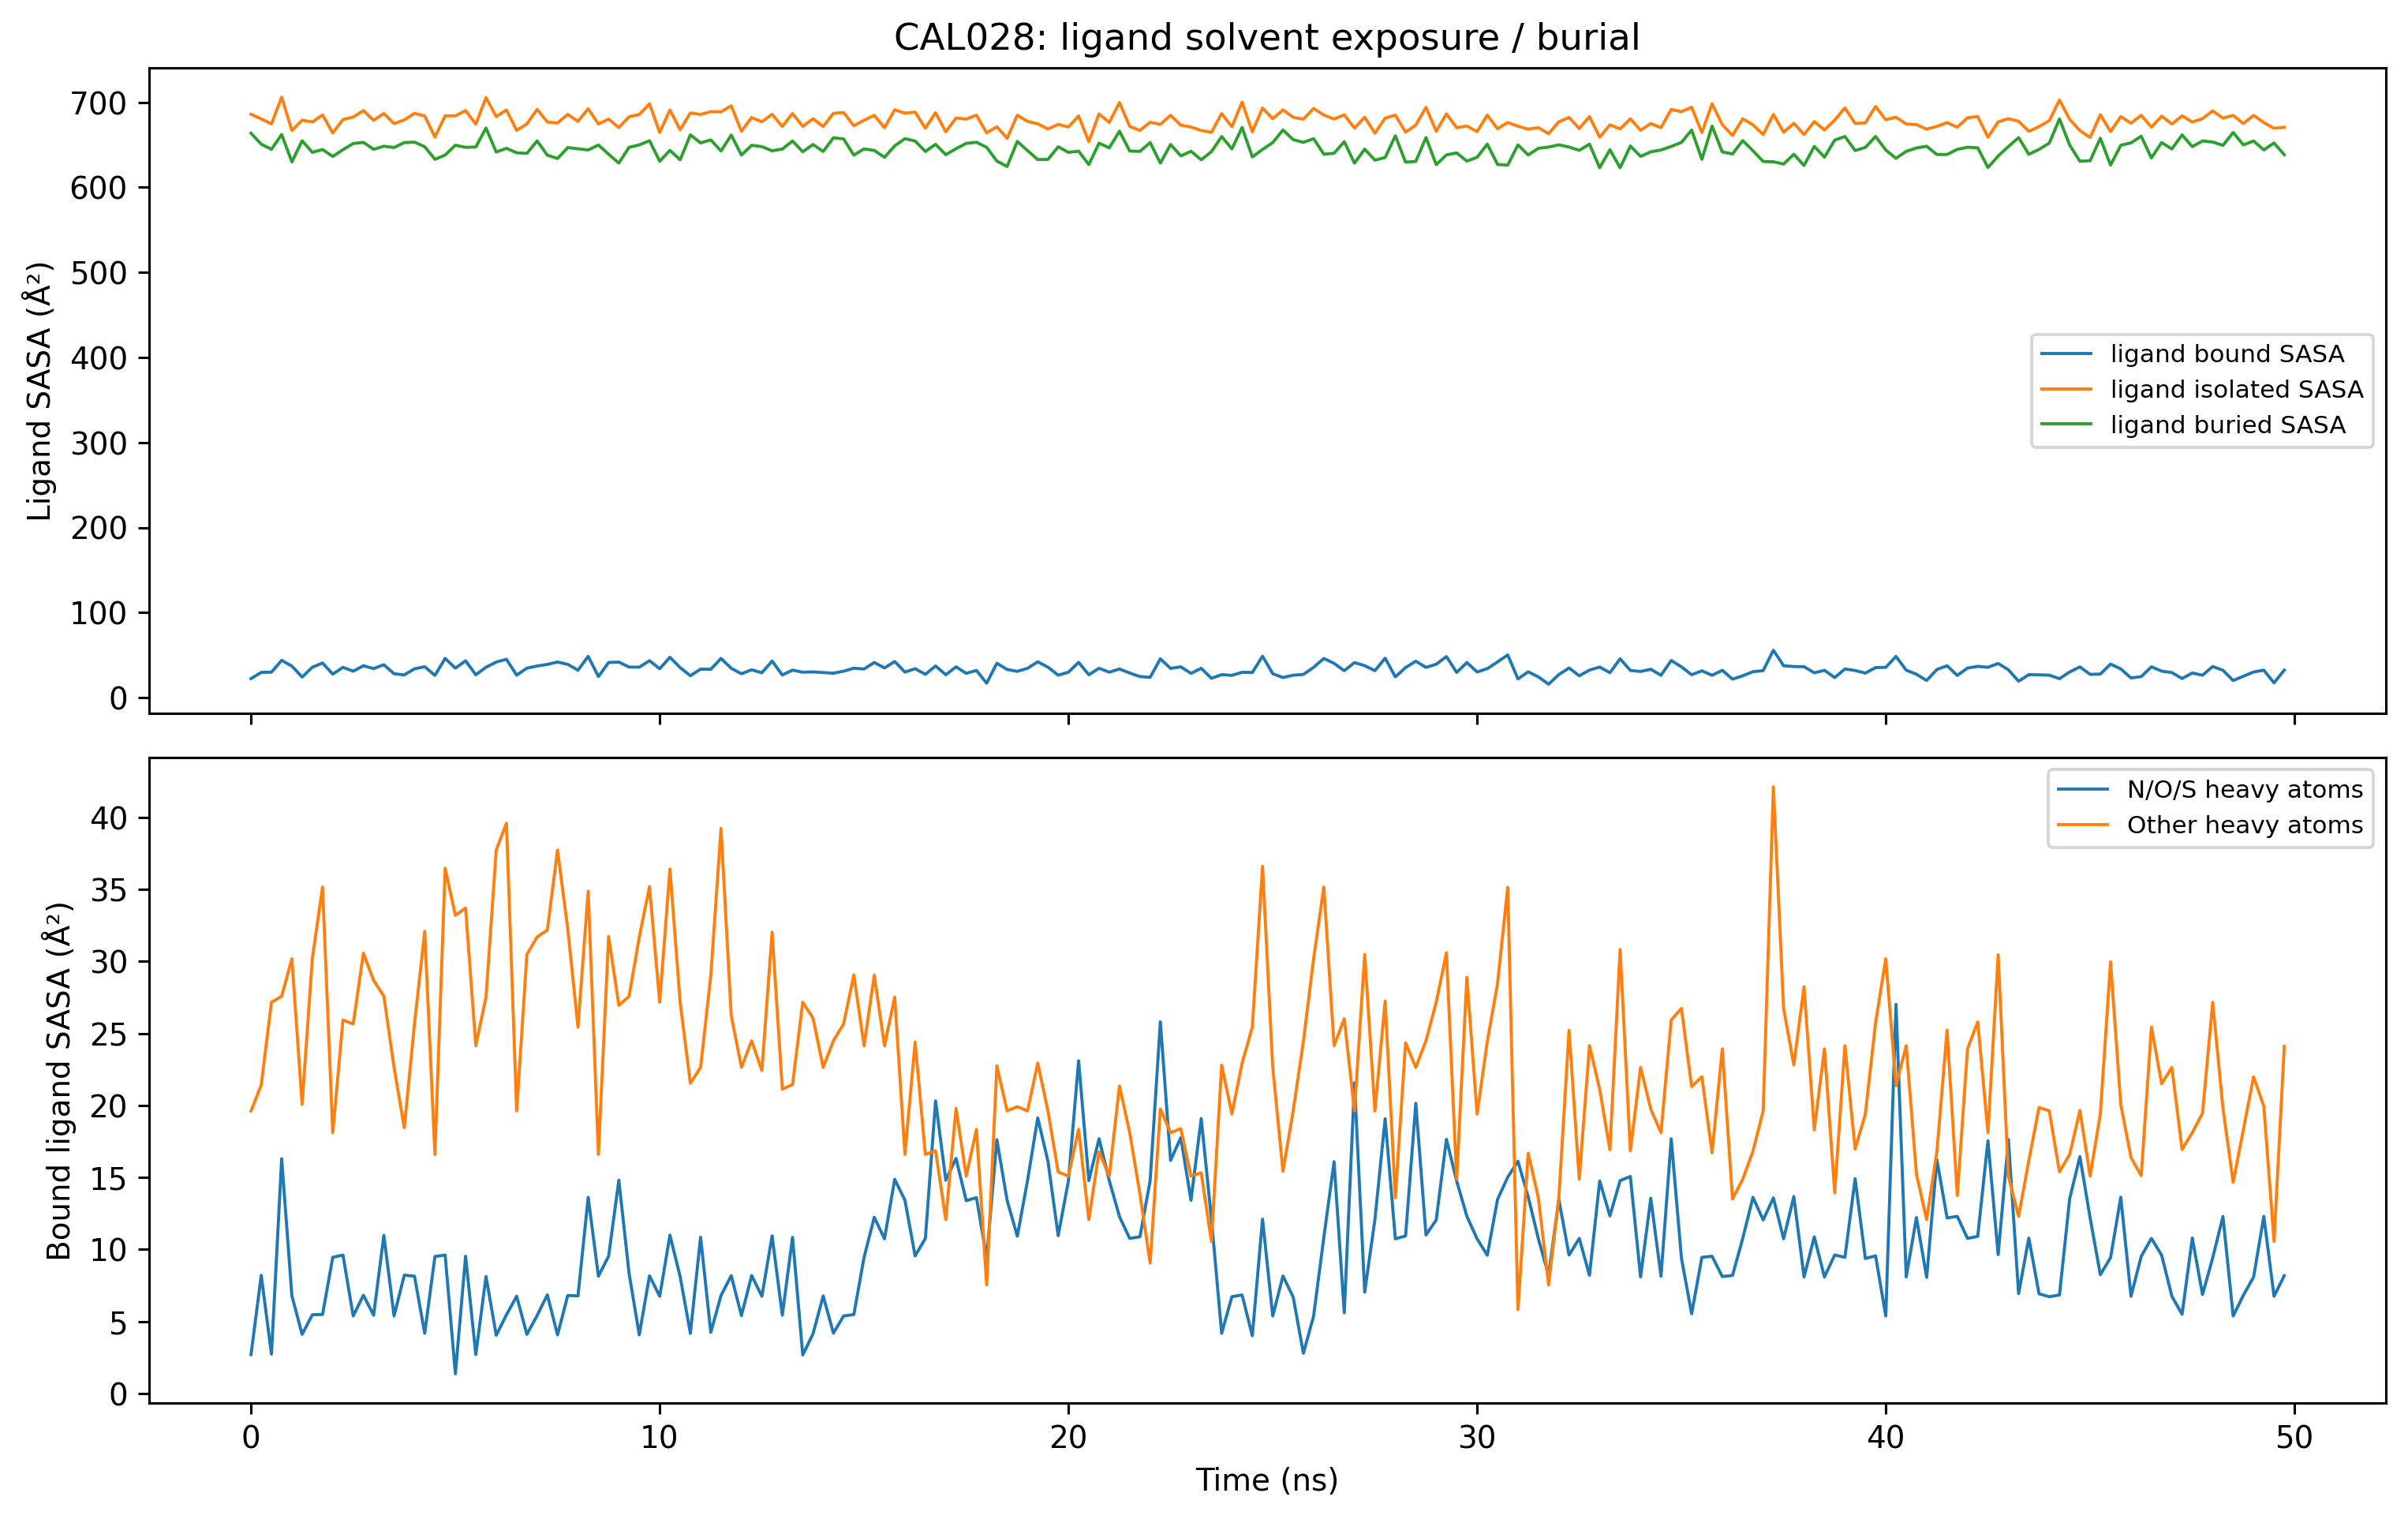 CAL028: ligand solvent exposure / burial
Ligand SASA (Å²)
700
600
500
400
300
200
100
0
ligand bound SASA
ligand isolated SASA
ligand buried SASA
Bound ligand SASA (Å²)
40
35
30
25
20
15
10
5
0
N/O/S heavy atoms
Other heavy atoms
0 10 20 30 40 50
Time (ns)